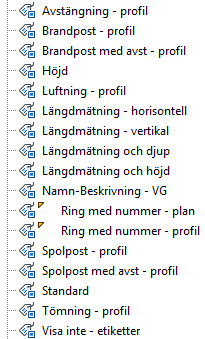 Avstängning - profil
Brandpost - profil
Brandpost med avst - profil
Höjd
Luftning - profil
Längdmätning - horisontell
Längdmätning - vertikal
Längdmätning och djup
Längdmätning och höjd
Namn-Beskrivning - VG
Ring med nummer - plan
Ring med nummer - profil
Spolpost - profil
Spolpost med avst - profil
Standard
Tömning - profil
Visa inte - etiketter